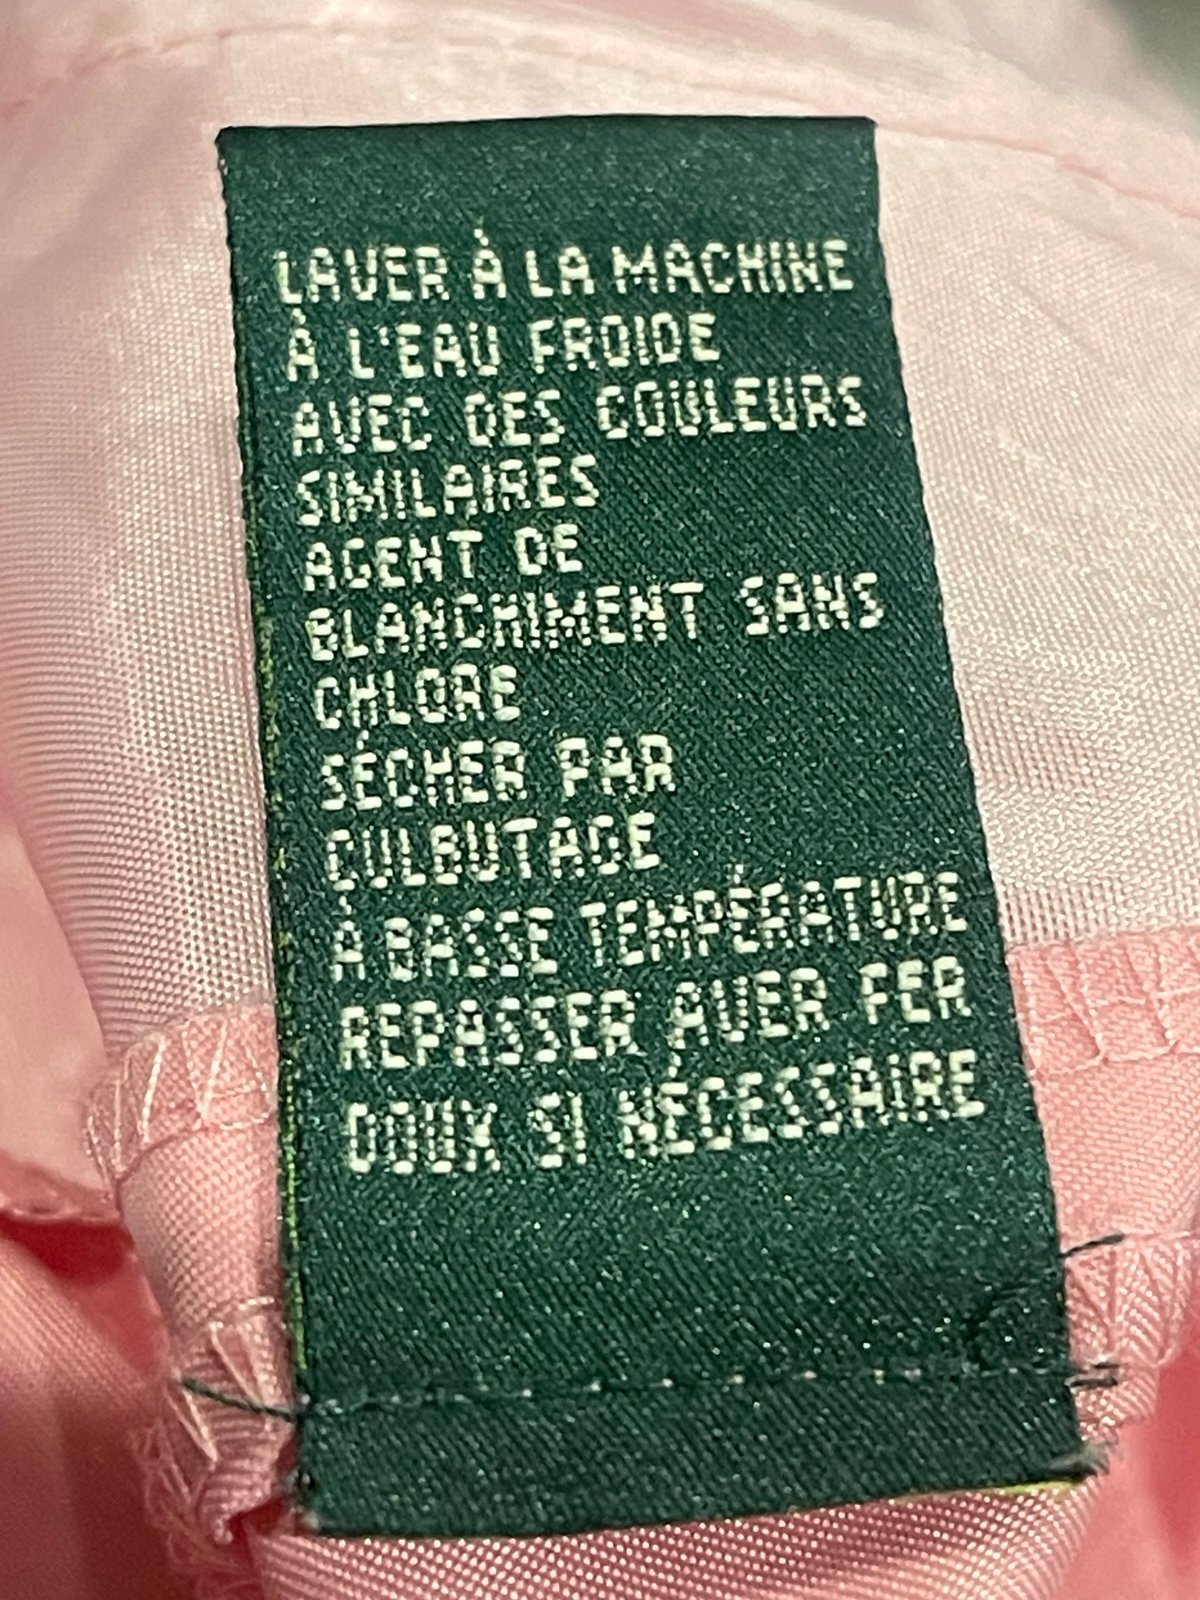 LAVER À LA MACHINE
À L'EAU FROIDE
AVEC DES COULEURS
SIMILAIRES
AGENT DE
BLANCHIMENT SANS
CHLORE
SÉCHER PAR
CULBUTAGE
À BASSE TEMPÉRATURE
REPASSER AVER FER
DOUX SI NÉCESSAIRE